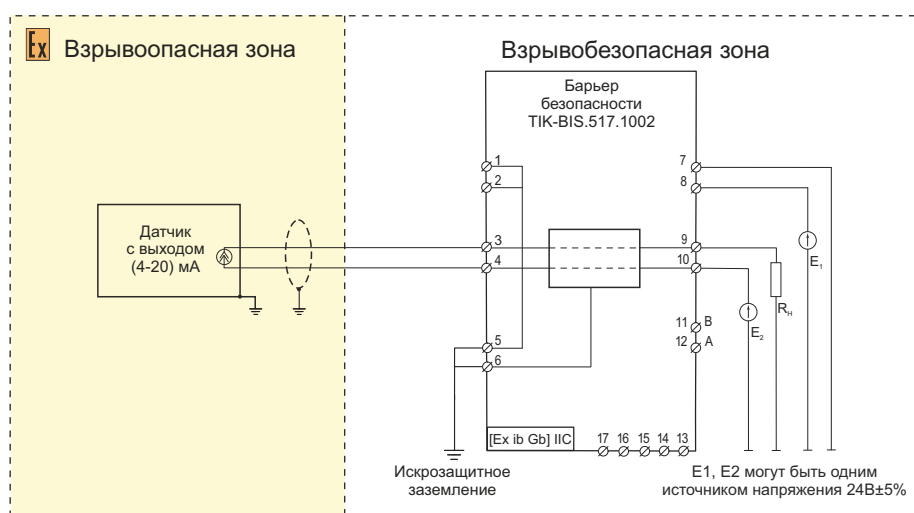 Ex Взрывоопасная зона
Взрывобезопасная зона
Барьер
безопасности
TIK-BIS.517.1002
1
2
3
4
5
6
7
8
9
10
11 B
12 A
Датчик
с выходом
(4-20) мА
E₁
Rн
E₂
[Ex ib Gb] IIC
17 16 15 14 13
Искрозащитное
заземление
E1, E2 могут быть одним
источником напряжения 24В±5%